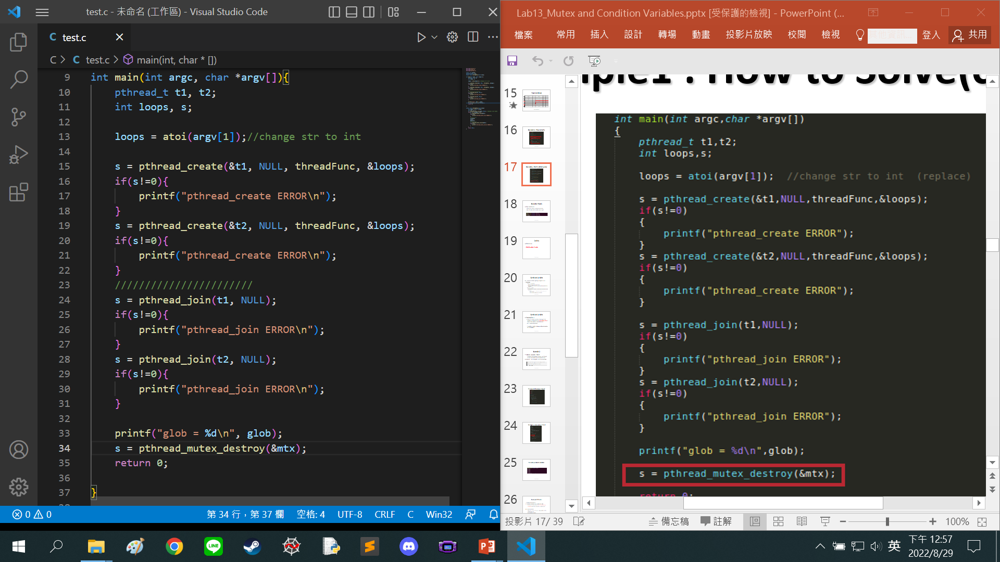 test.c - 未命名 (工作區) - Visual Studio Code
test.c
C > C test.c > main(int, char * [])
9 int main(int argc, char *argv[]){
10 pthread_t t1, t2;
11 int loops, s;
12
13 loops = atoi(argv[1]);//change str to int
14
15 s = pthread_create(&t1, NULL, threadFunc, &loops);
16 if(s!=0){
17 printf("pthread_create ERROR\n");
18 }
19 s = pthread_create(&t2, NULL, threadFunc, &loops);
20 if(s!=0){
21 printf("pthread_create ERROR\n");
22 }
23 ///////////////////////
24 s = pthread_join(t1, NULL);
25 if(s!=0){
26 printf("pthread_join ERROR\n");
27 }
28 s = pthread_join(t2, NULL);
29 if(s!=0){
30 printf("pthread_join ERROR\n");
31 }
32
33 printf("glob = %d\n", glob);
34 s = pthread_mutex_destroy(&mtx);
35 return 0;
36
37 }
0 0 第 34 行，第 37 欄 空格: 4 UTF-8 CRLF C Win32
Lab13_Mutex and Condition Variables.pptx [受保護的檢視] - PowerPoint (...
檔案 常用 插入 設計 轉場 動畫 投影片放映 校閱 檢視 登入 共用
15
16
17
18
19
20
21
22
23
24
25
26
int main(int argc,char *argv[])
{
pthread_t t1,t2;
int loops,s;
loops = atoi(argv[1]); //change str to int (replace)
s = pthread_create(&t1,NULL,threadFunc,&loops);
if(s!=0)
{
printf("pthread_create ERROR");
}
s = pthread_create(&t2,NULL,threadFunc,&loops);
if(s!=0)
{
printf("pthread_create ERROR");
}
s = pthread_join(t1,NULL);
if(s!=0)
{
printf("pthread_join ERROR");
}
s = pthread_join(t2,NULL);
if(s!=0)
{
printf("pthread_join ERROR");
}
printf("glob = %d\n",glob);
s = pthread_mutex_destroy(&mtx);
return 0;
投影片 17/ 39 備忘稿 註解 100%
LINE
英
下午 12:57
2022/8/29